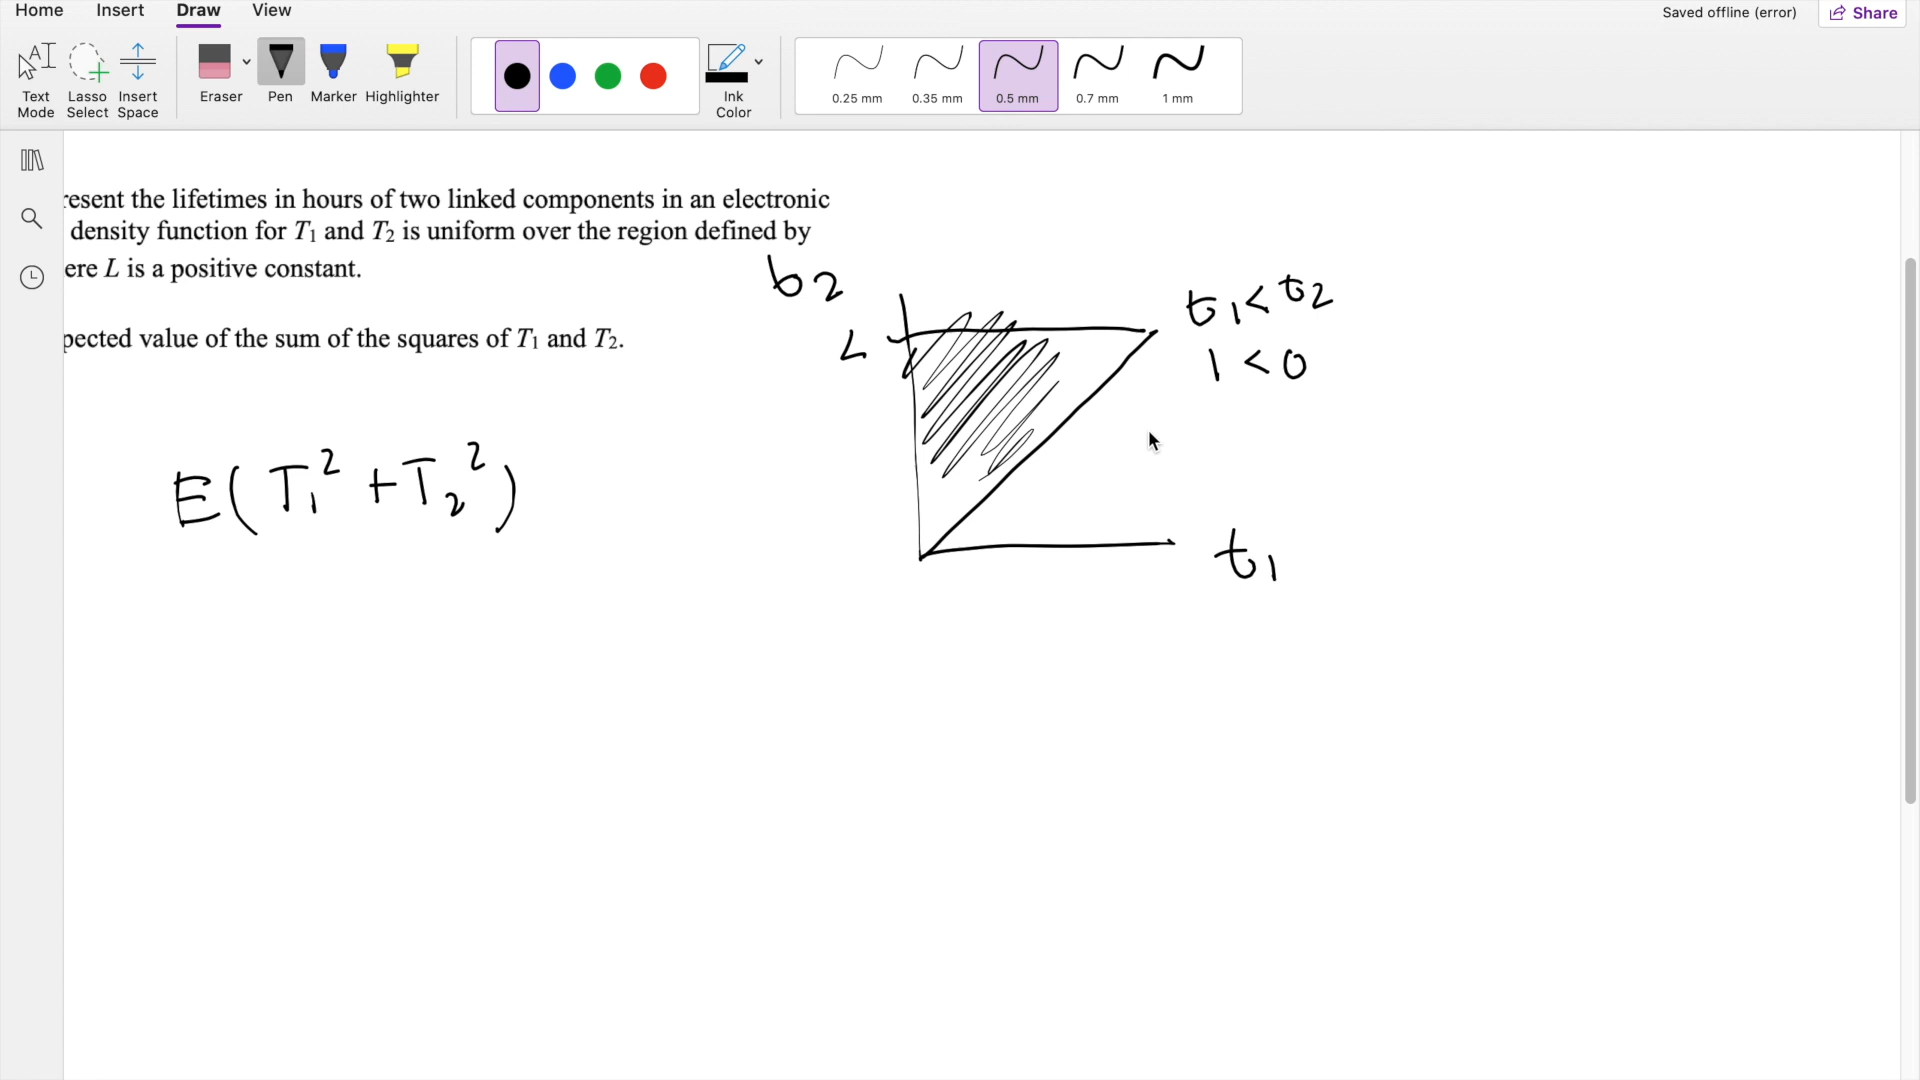 Home Insert Draw View
Saved offline (error) Share
Text Mode
Lasso Select
Insert Space
Eraser
Pen
Marker
Highlighter
Ink Color
0.25 mm
0.35 mm
0.5 mm
0.7 mm
1 mm
resent the lifetimes in hours of two linked components in an electronic
density function for T₁ and T₂ is uniform over the region defined by
ere L is a positive constant.
pected value of the sum of the squares of T₁ and T₂.
t₂
L
t₁ < t₂
1 < 0
E(T₁² + T₂²)
t₁